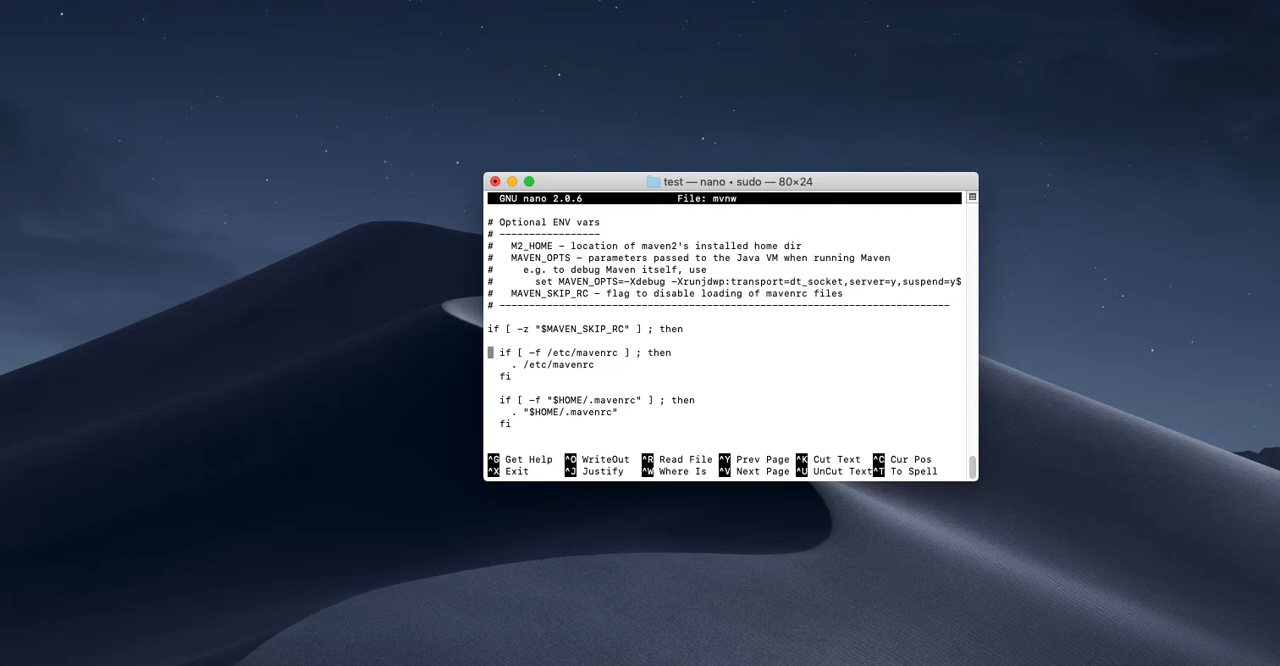 test — nano • sudo — 80×24
GNU nano 2.0.6 File: mvnw
# Optional ENV vars
# -----------------
#   M2_HOME - location of maven2's installed home dir
#   MAVEN_OPTS - parameters passed to the Java VM when running Maven
#     e.g. to debug Maven itself, use
#       set MAVEN_OPTS=-Xdebug -Xrunjdwp:transport=dt_socket,server=y,suspend=y$
#   MAVEN_SKIP_RC - flag to disable loading of mavenrc files
# ----------------------------------------------------------------------------
if [ -z "$MAVEN_SKIP_RC" ] ; then
  if [ -f /etc/mavenrc ] ; then
    . /etc/mavenrc
  fi
  if [ -f "$HOME/.mavenrc" ] ; then
    . "$HOME/.mavenrc"
  fi
^G Get Help ^O WriteOut ^R Read File ^Y Prev Page ^K Cut Text ^C Cur Pos
^X Exit ^J Justify ^W Where Is ^V Next Page ^U UnCut Text ^T To Spell